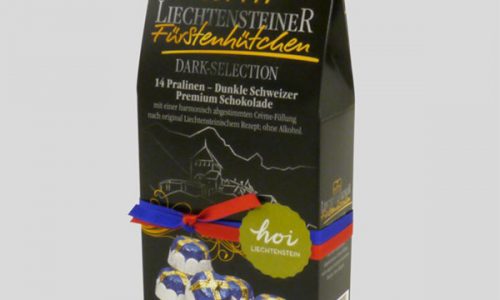 LIECHTENSTEINER
Fürstenhütchen
DARK-SELECTION
14 Pralinen – Dunkle Schweizer
Premium Schokolade
mit einer harmonisch abgestimmten Crème-Füllung
nach original Liechtensteinischem Rezept; ohne Alkohol.
hoi
LIECHTENSTEIN